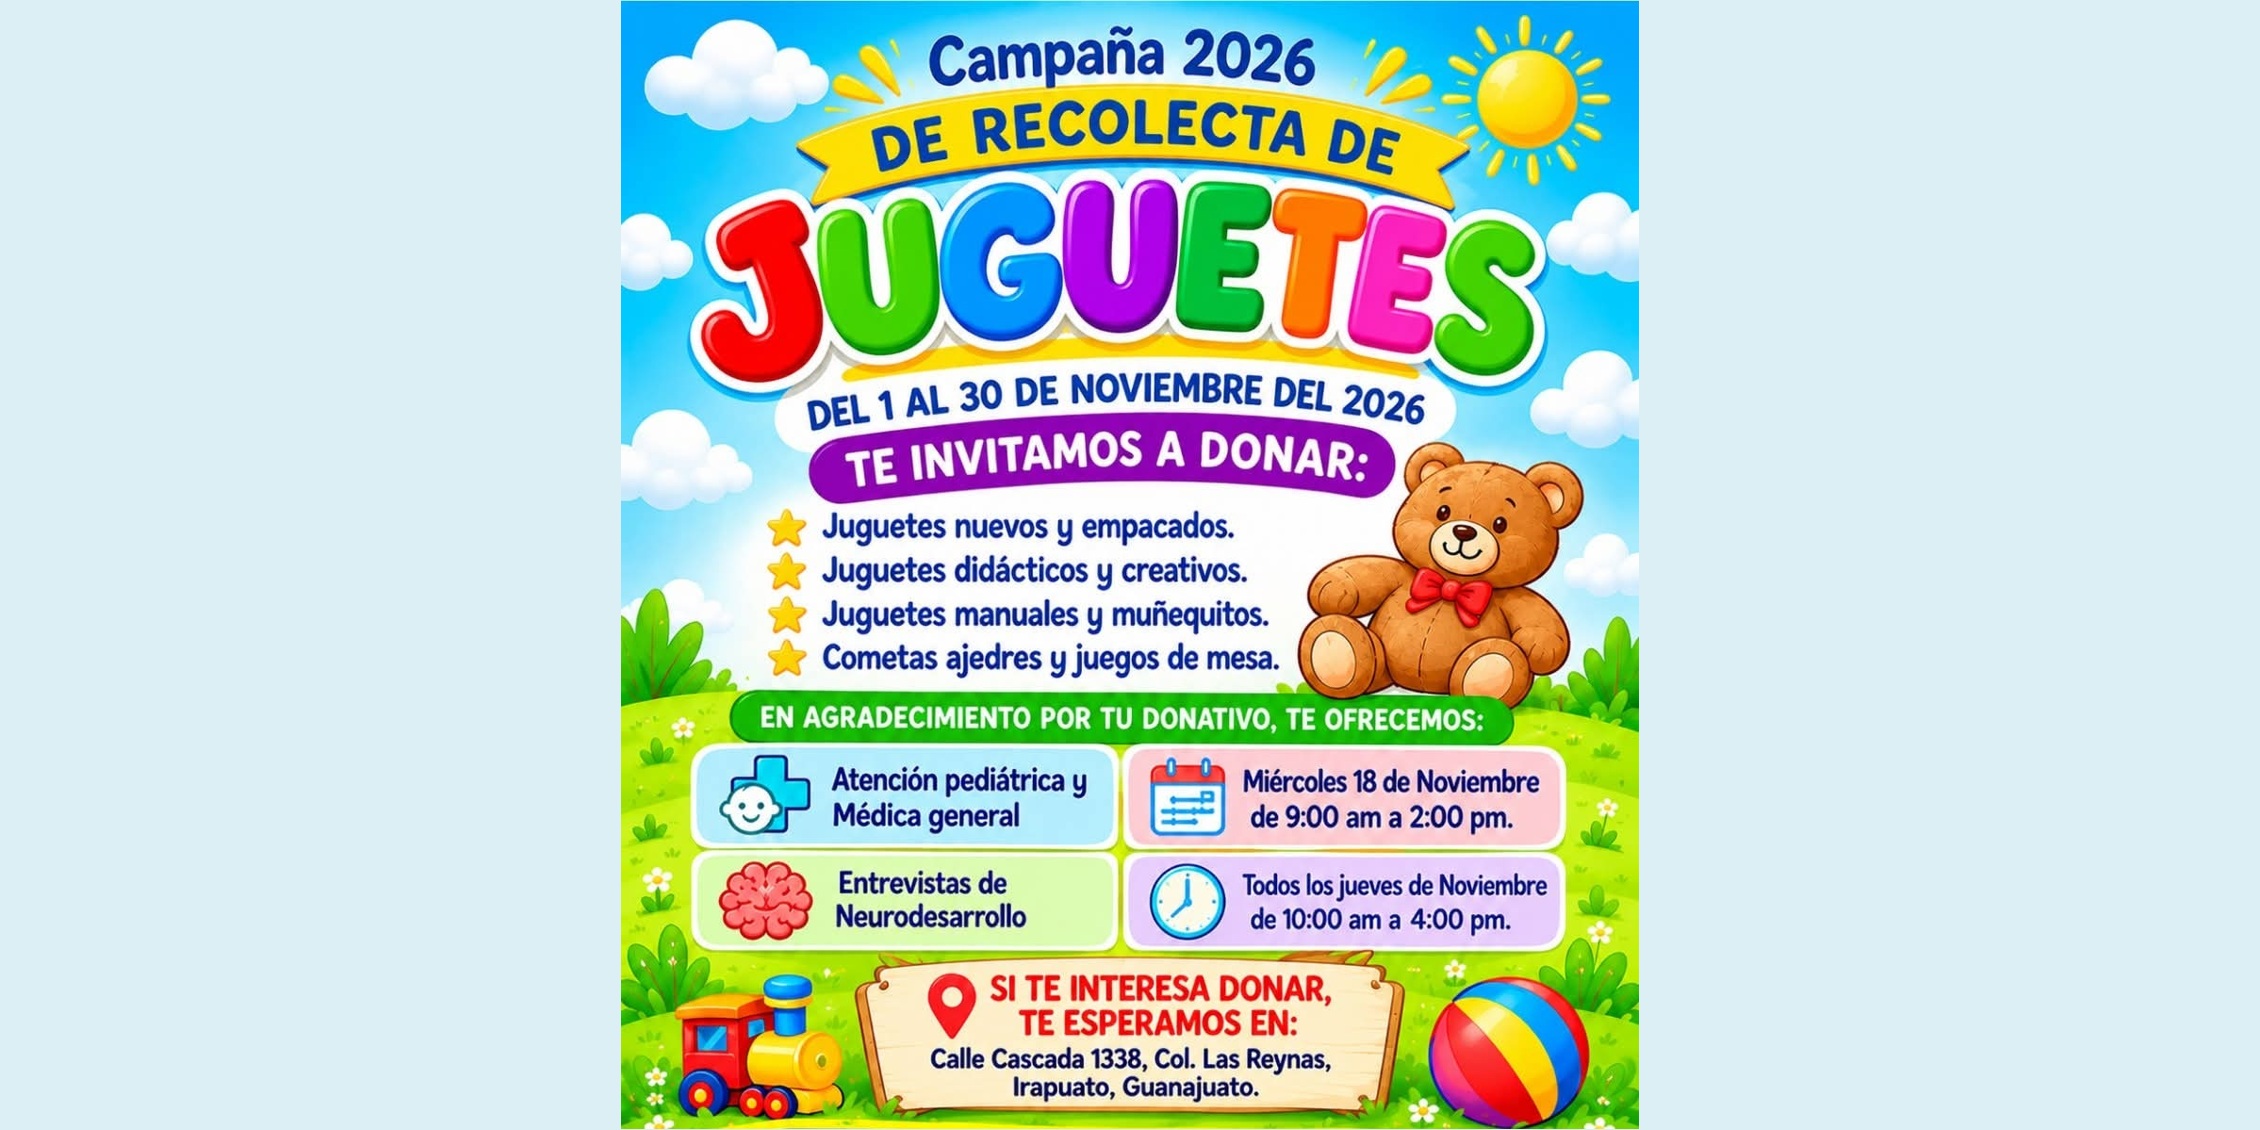 Campaña 2026
DE RECOLECTA DE
JUGUETES
DEL 1 AL 30 DE NOVIEMBRE DEL 2026
TE INVITAMOS A DONAR:
Juguetes nuevos y empacados.
Juguetes didácticos y creativos.
Juguetes manuales y muñequitos.
Cometas ajedres y juegos de mesa.
EN AGRADECIMIENTO POR TU DONATIVO, TE OFRECEMOS:
Atención pediátrica y
Médica general
Miércoles 18 de Noviembre
de 9:00 am a 2:00 pm.
Entrevistas de
Neurodesarrollo
Todos los jueves de Noviembre
de 10:00 am a 4:00 pm.
SI TE INTERESA DONAR,
TE ESPERAMOS EN:
Calle Cascada 1338, Col. Las Reynas,
Irapuato, Guanajuato.